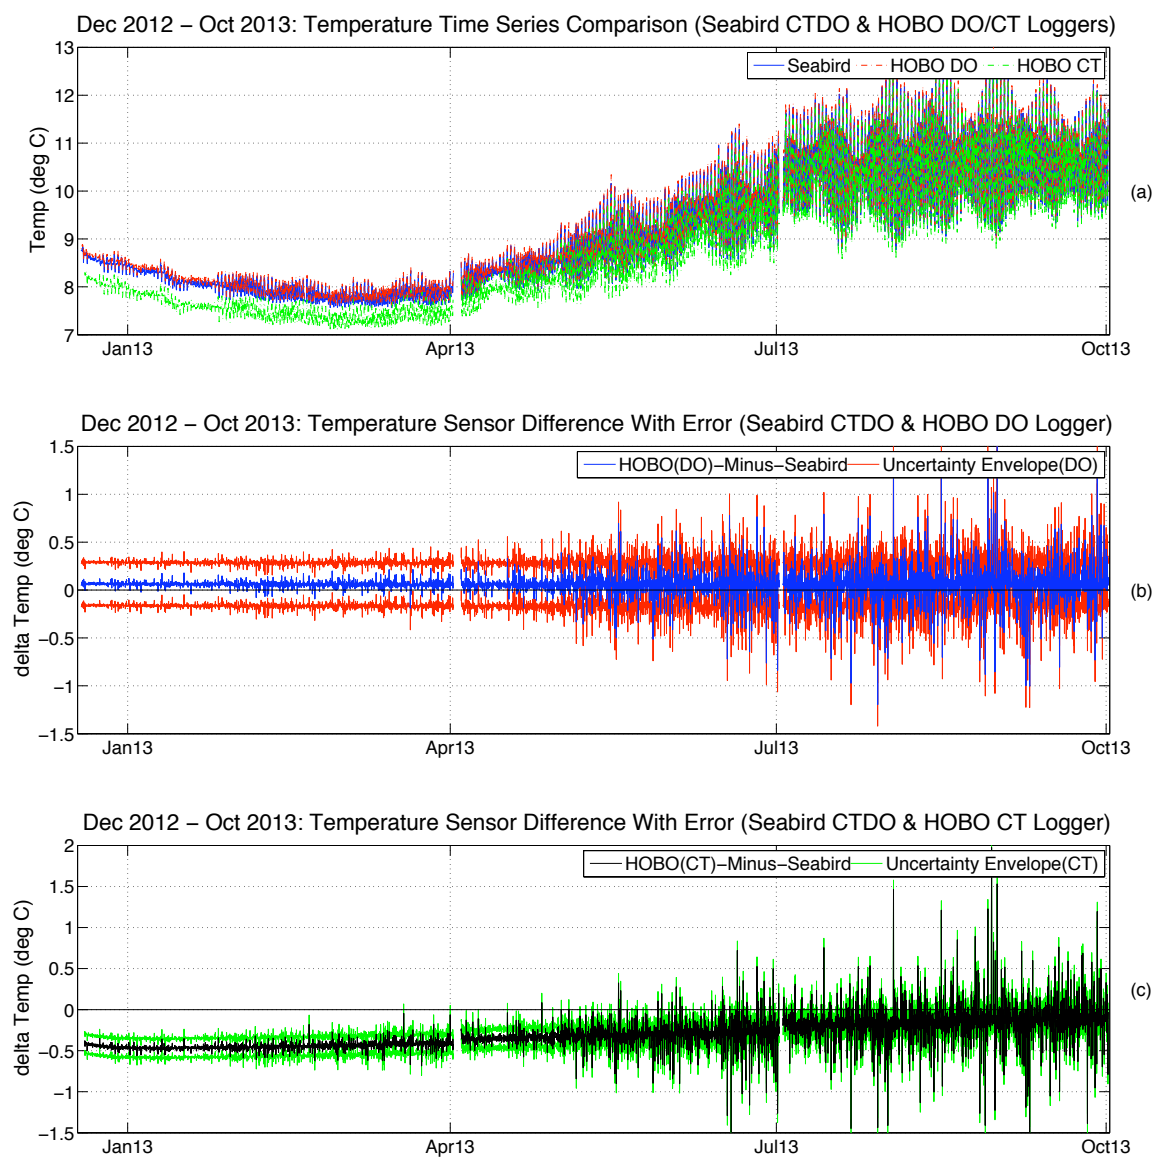 Dec 2012 − Oct 2013: Temperature Time Series Comparison (Seabird CTDO & HOBO DO/CT Loggers)
13
12
11
10
9
8
7
Temp (deg C)
Seabird HOBO DO HOBO CT
(a)
Jan13 Apr13 Jul13 Oct13
Dec 2012 − Oct 2013: Temperature Sensor Difference With Error (Seabird CTDO & HOBO DO Logger)
1.5
1
0.5
0
−0.5
−1
−1.5
delta Temp (deg C)
HOBO(DO)−Minus−Seabird Uncertainty Envelope(DO)
(b)
Jan13 Apr13 Jul13 Oct13
Dec 2012 − Oct 2013: Temperature Sensor Difference With Error (Seabird CTDO & HOBO CT Logger)
2
1.5
1
0.5
0
−0.5
−1
−1.5
delta Temp (deg C)
HOBO(CT)−Minus−Seabird Uncertainty Envelope(CT)
(c)
Jan13 Apr13 Jul13 Oct13